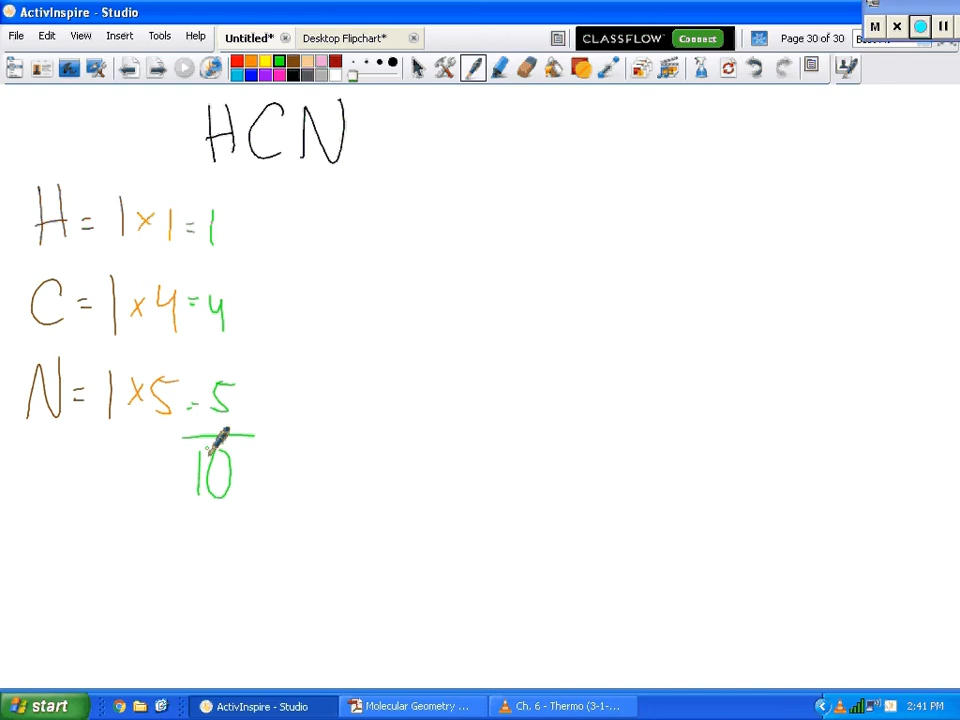 ActivInspire - Studio
File Edit View Insert Tools Help
Untitled* Desktop Flipchart*
CLASSFLOW Connect
Page 30 of 30
M
HCN
H = 1 × 1 = 1
C = 1 × 4 = 4
N = 1 × 5 = 5
10
start
ActivInspire - Studio
Molecular Geometry ...
Ch. 6 - Thermo (3-1-...
2:41 PM